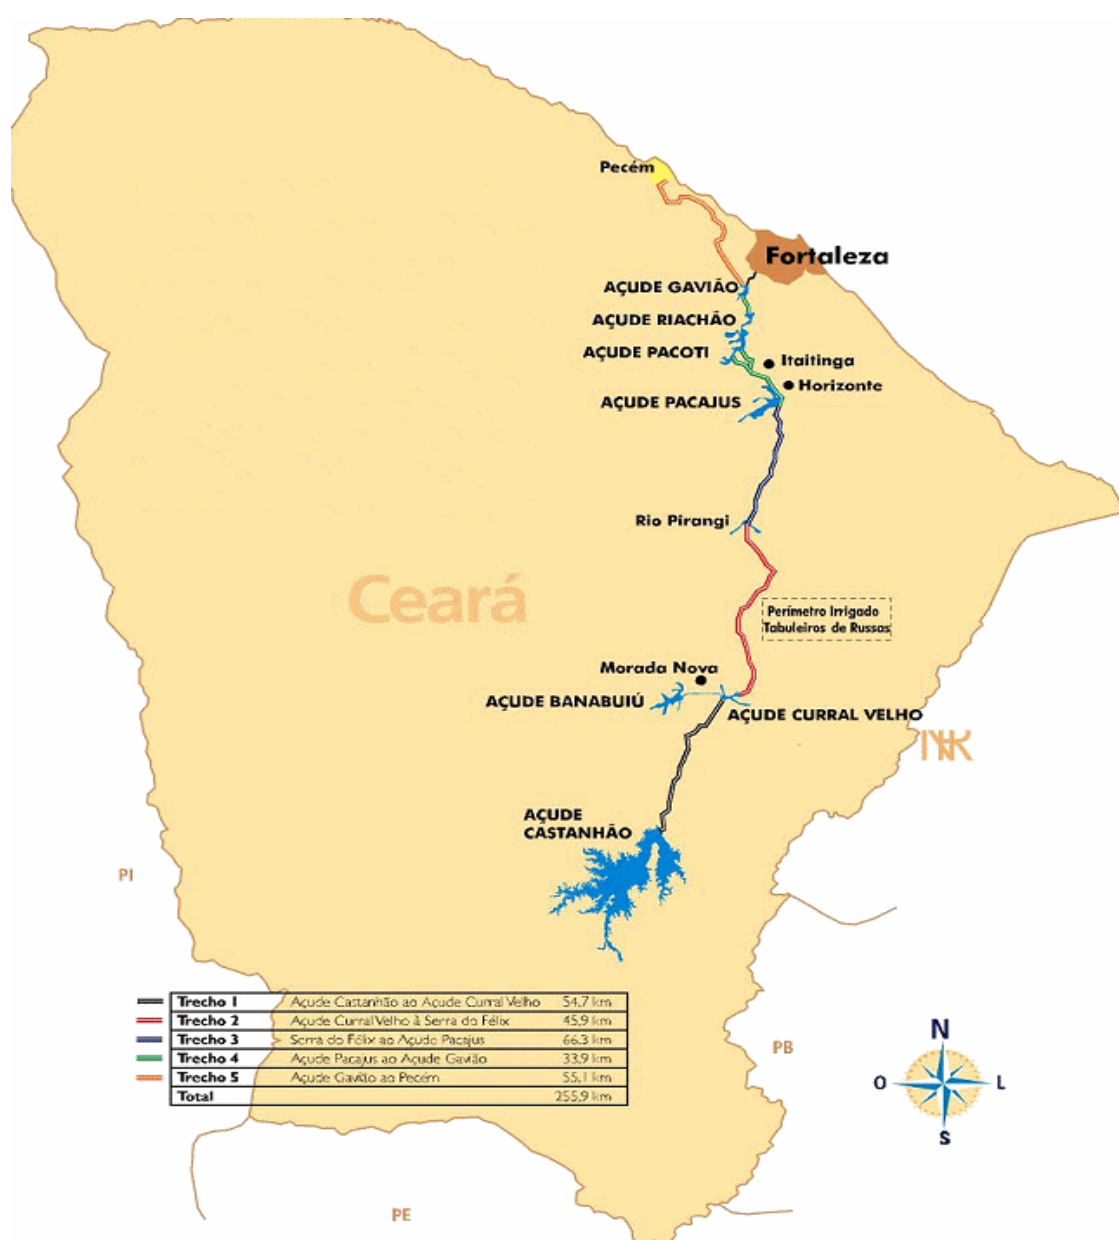 Pecém
Fortaleza
AÇUDE GAVIÃO
AÇUDE RIACHÃO
AÇUDE PACOTI
Itaitinga
Horizonte
AÇUDE PACAJUS
Rio Pirangi
Ceará
Perímetro Irrigado
Tabuleiros de Russas
Morada Nova
AÇUDE BANABUIÚ
AÇUDE CURRAL VELHO
AÇUDE
CASTANHÃO
PI
Trecho 1 Açude Castanhão ao Açude Curral Velho 54,7 km
Trecho 2 Açude Curral Velho à Serra do Félix 45,9 km
Trecho 3 Serra do Félix ao Açude Pacajus 66,3 km
Trecho 4 Açude Pacajus ao Açude Gavião 33,9 km
Trecho 5 Açude Gavião ao Pecém 55,1 km
Total 255,9 km
PB
N
O
L
S
PE